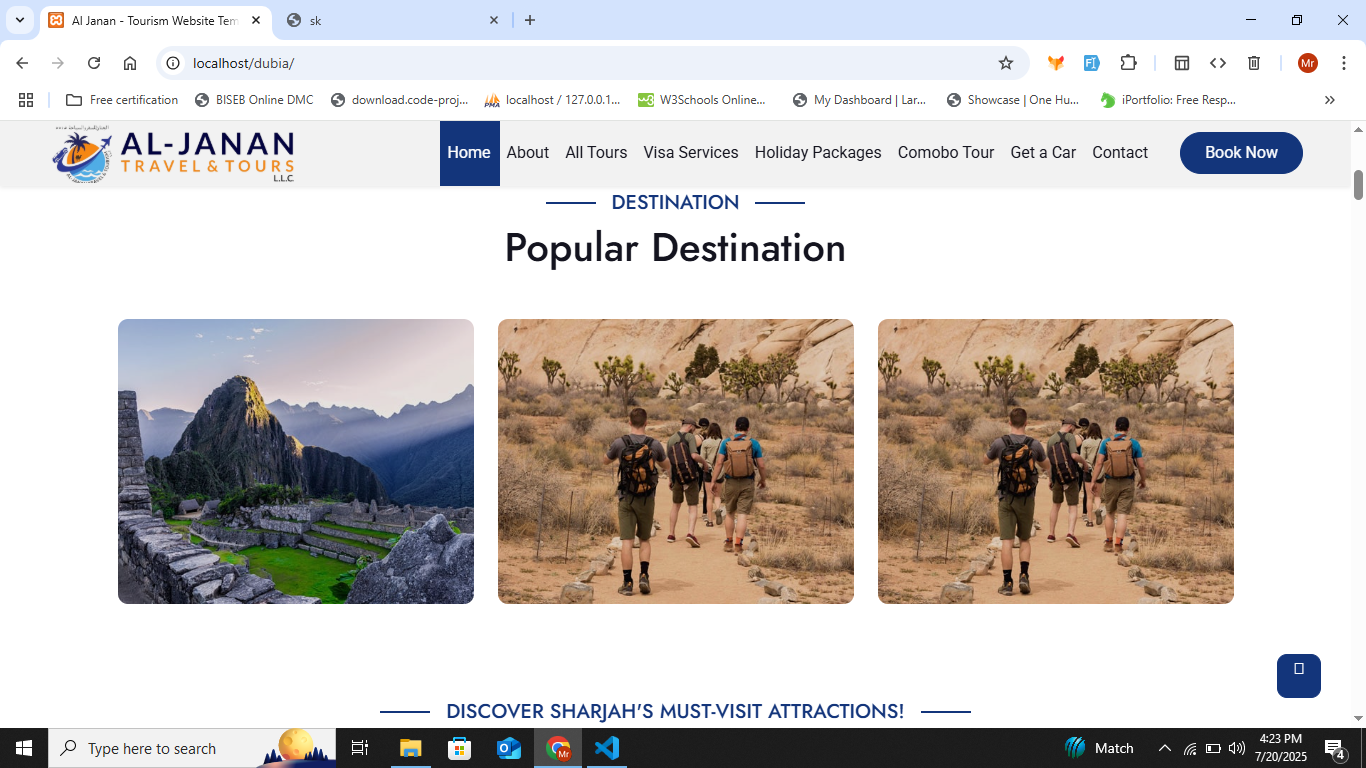 Al Janan - Tourism Website Tem
sk
localhost/dubia/
Mr
Free certification
BISEB Online DMC
download.code-proj...
PMA
localhost / 127.0.0.1...
W3Schools Online...
My Dashboard | Lar...
Showcase | One Hu...
iPortfolio: Free Resp...
AL-JANAN
TRAVEL & TOURS
L.L.C.
Home
About
All Tours
Visa Services
Holiday Packages
Comobo Tour
Get a Car
Contact
Book Now
DESTINATION
Popular Destination
DISCOVER SHARJAH'S MUST-VISIT ATTRACTIONS!
Type here to search
Mr
Match
4:23 PM
7/20/2025
4